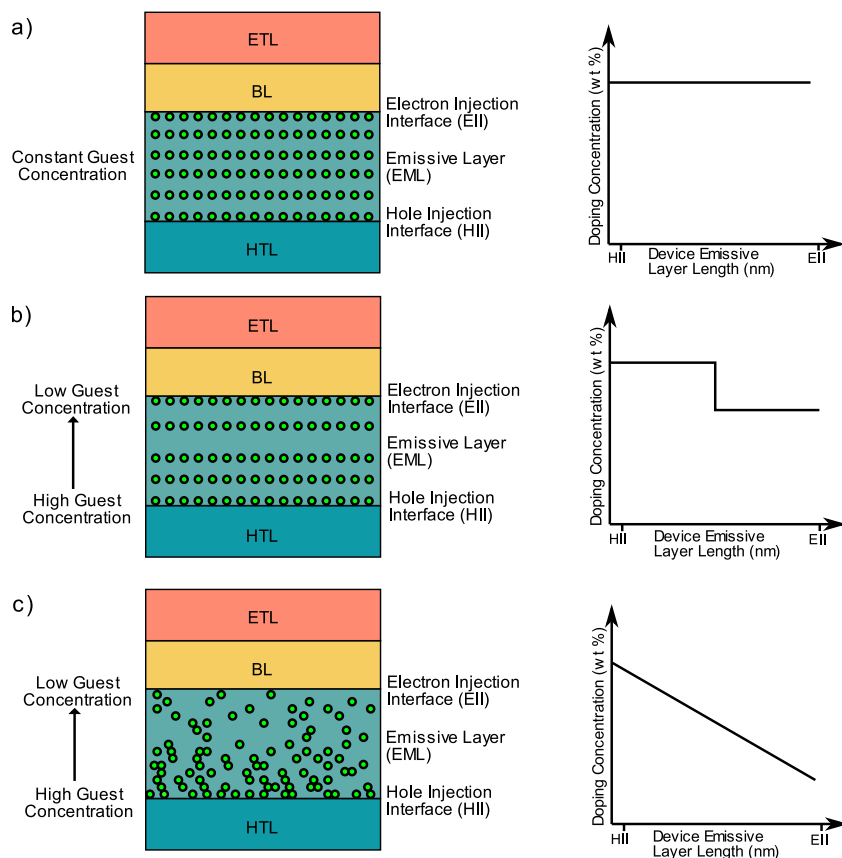 a)
ETL
BL
Electron Injection
Interface (EII)
Constant Guest
Concentration
Emissive Layer
(EML)
Hole Injection
Interface (HII)
HTL
Doping Concentration (wt %)
HII
Device Emissive
Layer Length (nm)
EII
b)
ETL
BL
Low Guest
Concentration
Electron Injection
Interface (EII)
Emissive Layer
(EML)
High Guest
Concentration
Hole Injection
Interface (HII)
HTL
Doping Concentration (wt %)
HII
Device Emissive
Layer Length (nm)
EII
c)
ETL
BL
Low Guest
Concentration
Electron Injection
Interface (EII)
Emissive Layer
(EML)
High Guest
Concentration
Hole Injection
Interface (HII)
HTL
Doping Concentration (wt %)
HII
Device Emissive
Layer Length (nm)
EII